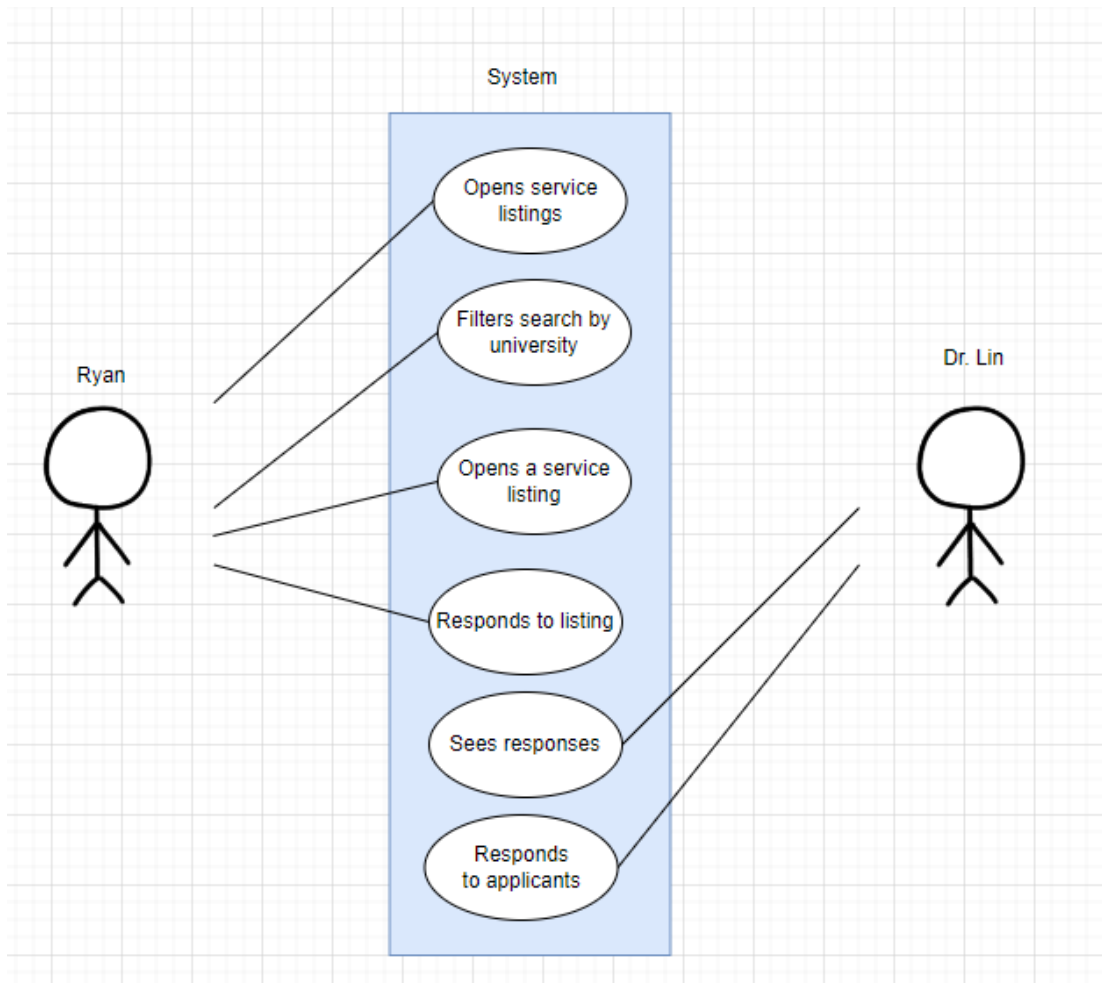 System
Opens service
listings
Filters search by
university
Ryan
Dr. Lin
Opens a service
listing
Responds to listing
Sees responses
Responds
to applicants